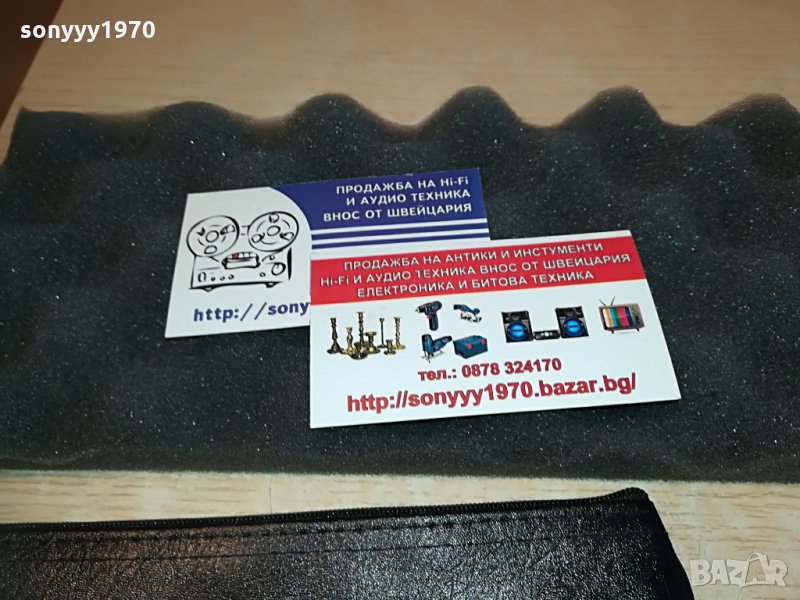 sonyyy1970
ПРОДАЖБА НА Hi-Fi
И АУДИО ТЕХНИКА
ВНОС ОТ ШВЕЙЦАРИЯ
http://sony
ПРОДАЖБА НА АНТИКИ И ИНСТУМЕНТИ
Hi-Fi И АУДИО ТЕХНИКА ВНОС ОТ ШВЕЙЦАРИЯ
ЕЛЕКТРОНИКА И БИТОВА ТЕХНИКА
тел.: 0878 324170
http://sonyyy1970.bazar.bg/
BAZAR